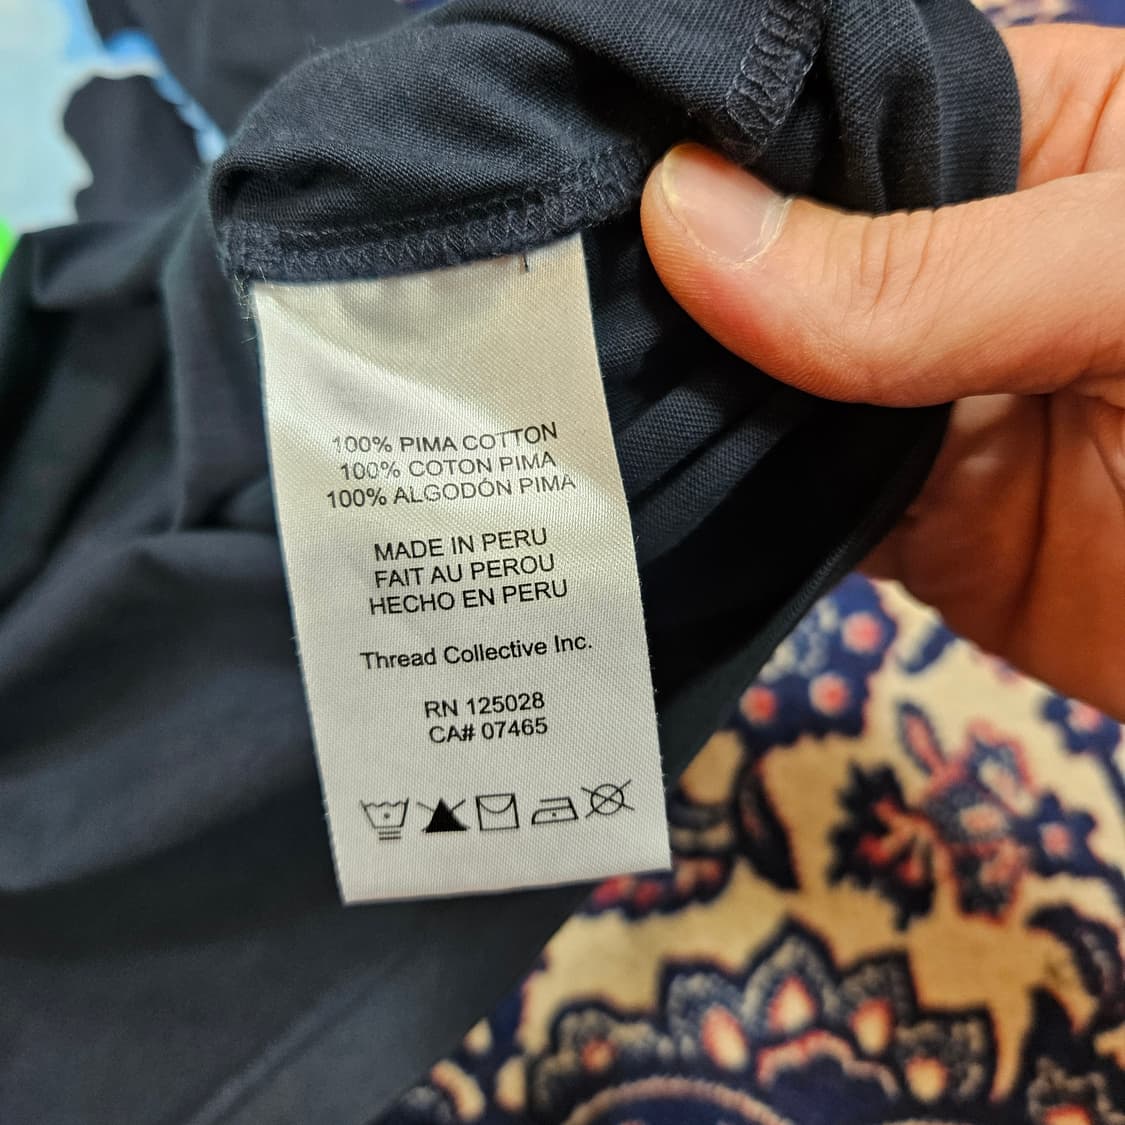 100% PIMA COTTON
100% COTON PIMA
100% ALGODÓN PIMA
MADE IN PERU
FAIT AU PEROU
HECHO EN PERU
Thread Collective Inc.
RN 125028
CA# 07465